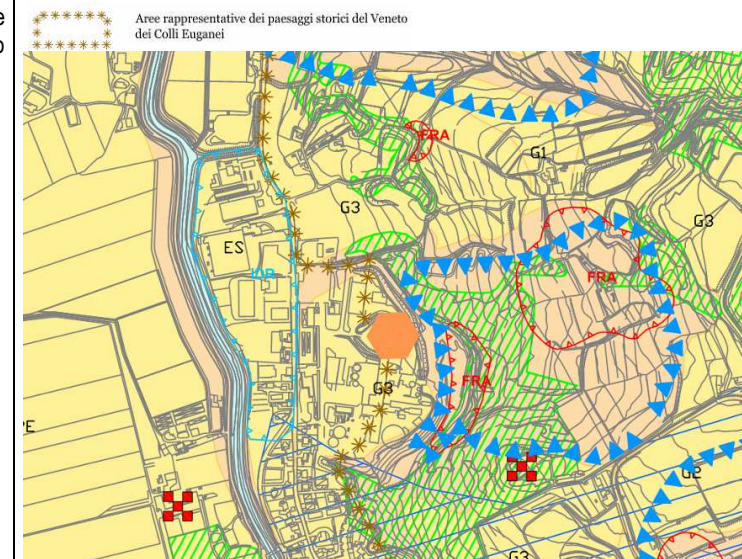 e
o
Aree rappresentative dei paesaggi storici del Veneto
dei Colli Euganei
FRA
G1
G3
G3
ES
IDR
FRA
G3
FRA
PE
G2
G3